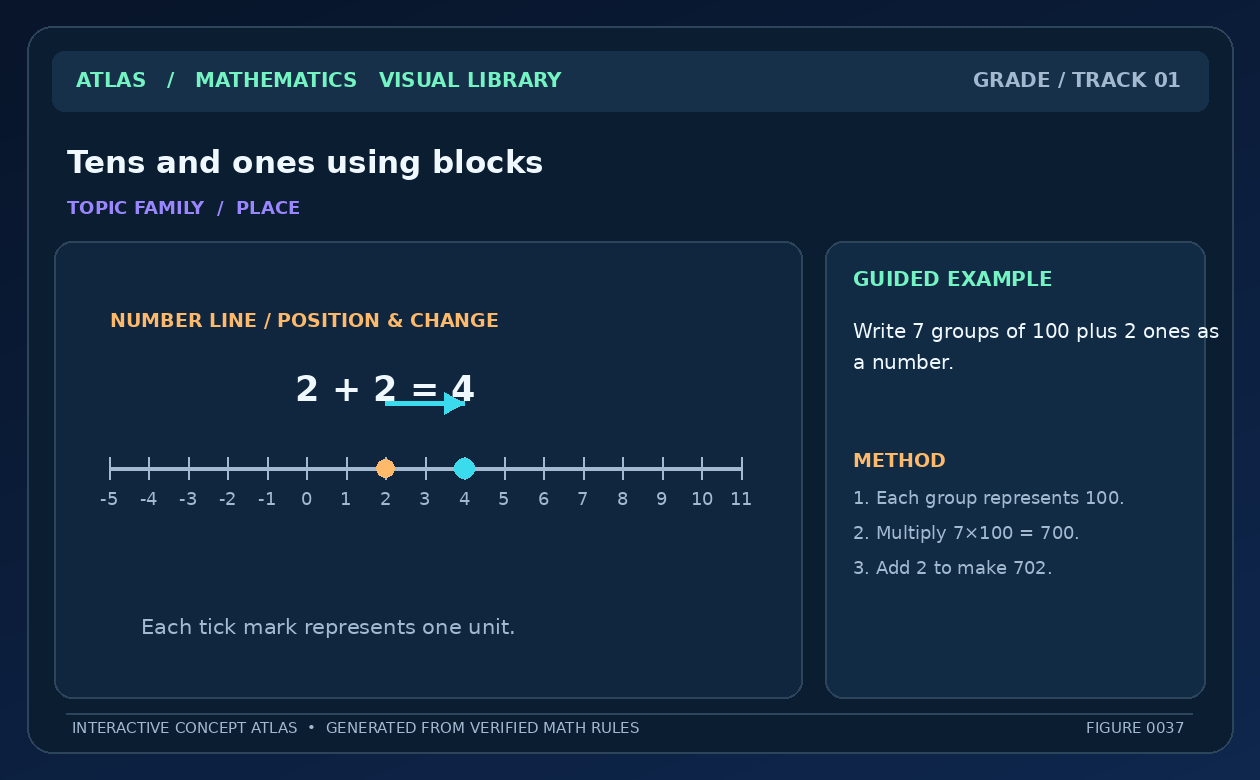 ATLAS / MATHEMATICS VISUAL LIBRARY
GRADE / TRACK 01
Tens and ones using blocks
TOPIC FAMILY / PLACE
NUMBER LINE / POSITION & CHANGE
2 + 2 = 4
-5 -4 -3 -2 -1 0 1 2 3 4 5 6 7 8 9 10 11
Each tick mark represents one unit.
GUIDED EXAMPLE
Write 7 groups of 100 plus 2 ones as
a number.
METHOD
1. Each group represents 100.
2. Multiply 7×100 = 700.
3. Add 2 to make 702.
INTERACTIVE CONCEPT ATLAS • GENERATED FROM VERIFIED MATH RULES
FIGURE 0037